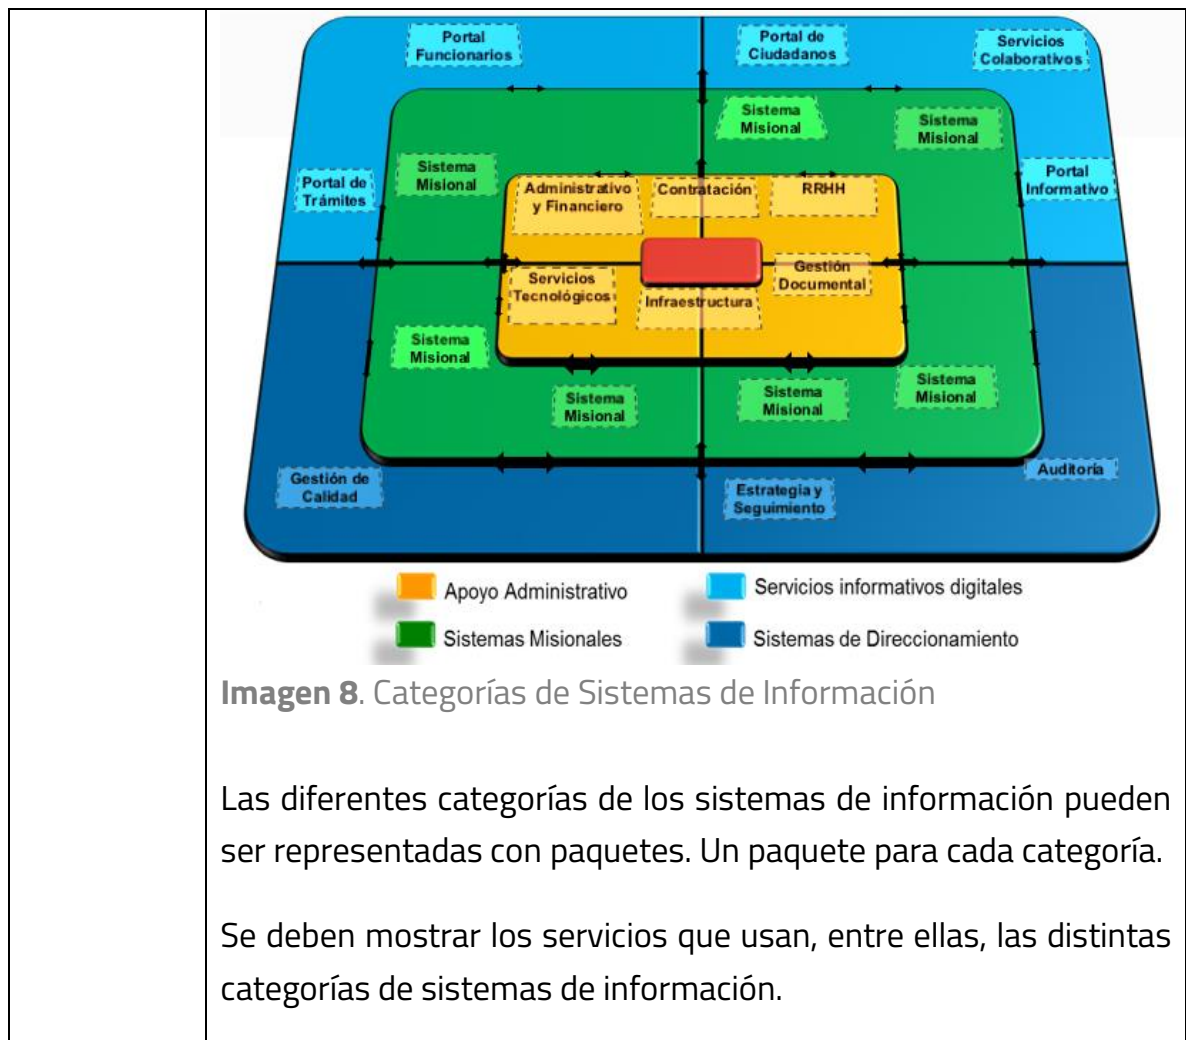 Portal
Funcionarios
Portal de
Ciudadanos
Servicios
Colaborativos
Sistema
Misional
Sistema
Misional
Sistema
Misional
Portal de
Trámites
Portal
Informativo
Administrativo
y Financiero
Contratación
RRHH
Servicios
Tecnológicos
Infraestructura
Gestión
Documental
Sistema
Misional
Sistema
Misional
Sistema
Misional
Sistema
Misional
Gestión de
Calidad
Estrategia y
Seguimiento
Auditoría
Apoyo Administrativo
Servicios informativos digitales
Sistemas Misionales
Sistemas de Direccionamiento
Imagen 8. Categorías de Sistemas de Información
Las diferentes categorías de los sistemas de información pueden
ser representadas con paquetes. Un paquete para cada categoría.
Se deben mostrar los servicios que usan, entre ellas, las distintas
categorías de sistemas de información.